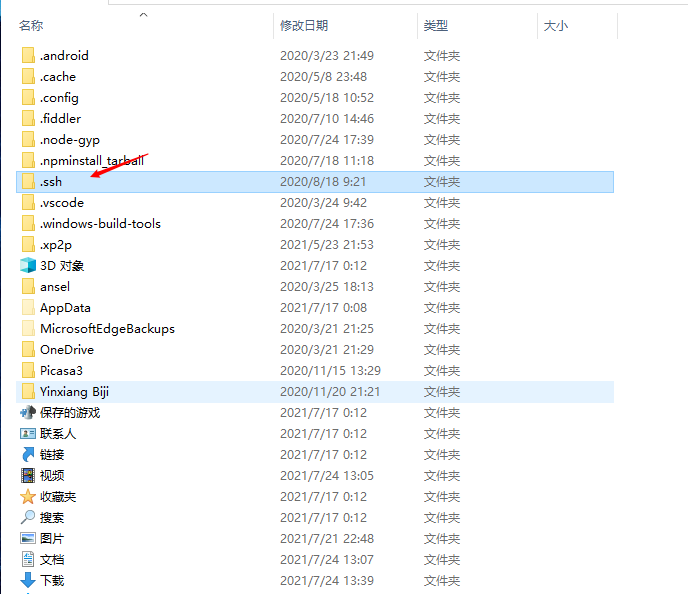 名称 修改日期 类型 大小
.android 2020/3/23 21:49 文件夹
.cache 2020/5/8 23:48 文件夹
.config 2020/5/18 10:52 文件夹
.fiddler 2020/7/10 14:46 文件夹
.node-gyp 2020/7/24 17:39 文件夹
.npminstall_tarball 2020/7/18 11:18 文件夹
.ssh 2020/8/18 9:21 文件夹
.vscode 2020/3/24 9:42 文件夹
.windows-build-tools 2020/7/24 17:36 文件夹
.xp2p 2021/5/23 21:53 文件夹
3D 对象 2021/7/17 0:12 文件夹
ansel 2020/3/25 18:13 文件夹
AppData 2021/7/17 0:08 文件夹
MicrosoftEdgeBackups 2020/3/21 21:25 文件夹
OneDrive 2020/3/21 21:29 文件夹
Picasa3 2020/11/15 13:29 文件夹
Yinxiang Biji 2020/11/20 21:21 文件夹
保存的游戏 2021/7/17 0:12 文件夹
联系人 2021/7/17 0:12 文件夹
链接 2021/7/17 0:12 文件夹
视频 2021/7/24 13:05 文件夹
收藏夹 2021/7/17 0:12 文件夹
搜索 2021/7/17 0:12 文件夹
图片 2021/7/21 22:48 文件夹
文档 2021/7/24 13:07 文件夹
下载 2021/7/24 13:39 文件夹